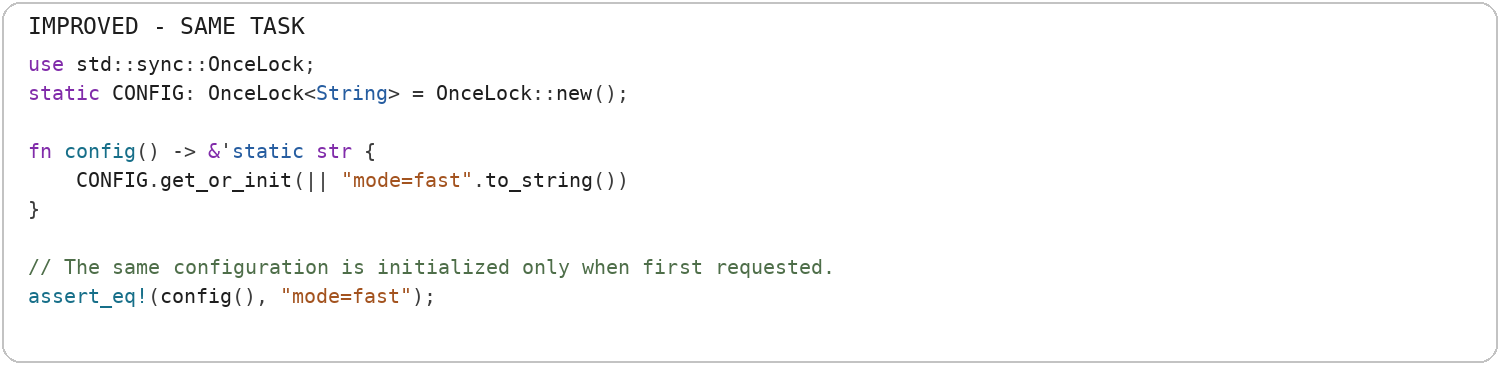 IMPROVED - SAME TASK
use std::sync::OnceLock;
static CONFIG: OnceLock<String> = OnceLock::new();
fn config() -> &'static str {
    CONFIG.get_or_init(|| "mode=fast".to_string())
}
// The same configuration is initialized only when first requested.
assert_eq!(config(), "mode=fast");